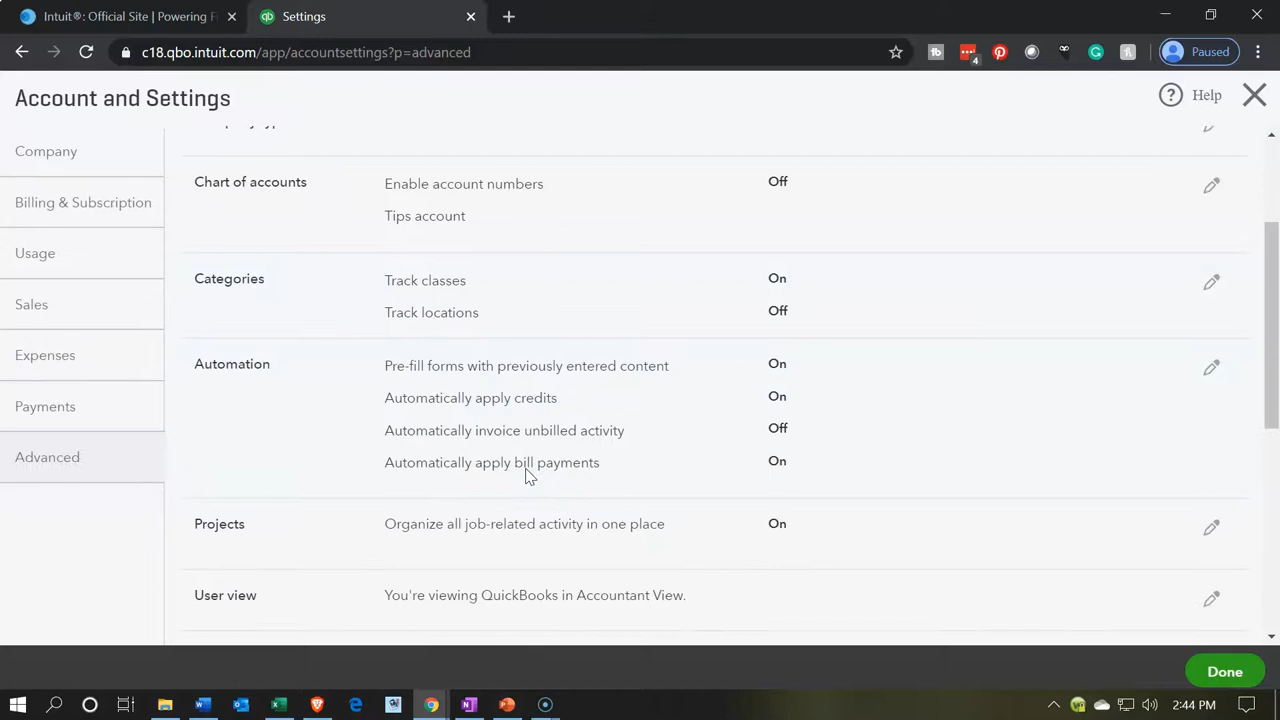 Intuit®: Official Site | Powering F
Settings
c18.qbo.intuit.com/app/accountsettings?p=advanced
4
Paused
Account and Settings
Help
Company
Billing & Subscription
Usage
Sales
Expenses
Payments
Advanced
Chart of accounts
Enable account numbers
Off
Tips account
Categories
Track classes
On
Track locations
Off
Automation
Pre-fill forms with previously entered content
On
Automatically apply credits
On
Automatically invoice unbilled activity
Off
Automatically apply bill payments
On
Projects
Organize all job-related activity in one place
On
User view
You're viewing QuickBooks in Accountant View.
Done
2:44 PM